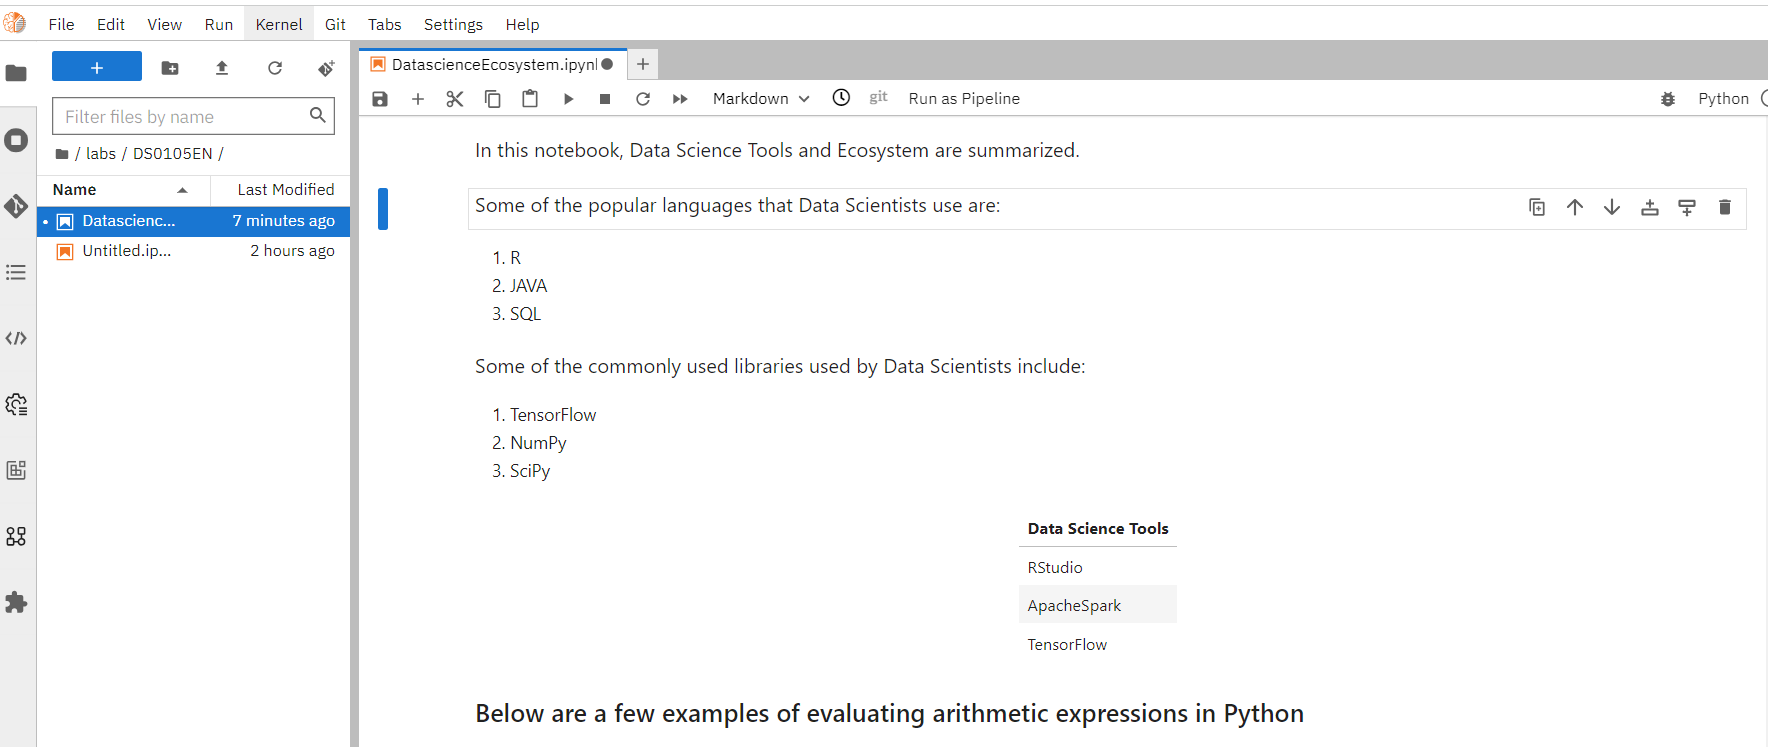 File Edit View Run Kernel Git Tabs Settings Help
DatascienceEcosystem.ipynl
Markdown git Run as Pipeline Python
Filter files by name
/ labs / DS0105EN /
Name Last Modified
Datascienc... 7 minutes ago
Untitled.ip... 2 hours ago
In this notebook, Data Science Tools and Ecosystem are summarized.
Some of the popular languages that Data Scientists use are:
1. R
2. JAVA
3. SQL
Some of the commonly used libraries used by Data Scientists include:
1. TensorFlow
2. NumPy
3. SciPy
Data Science Tools
RStudio
ApacheSpark
TensorFlow
Below are a few examples of evaluating arithmetic expressions in Python